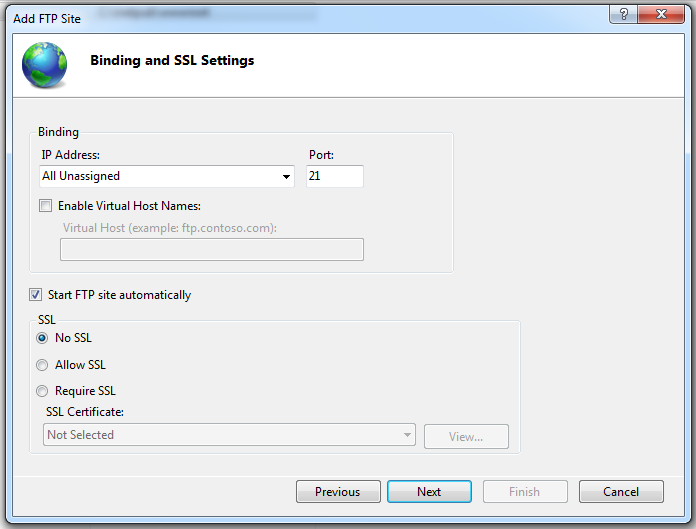 Add FTP Site
?
Binding and SSL Settings
Binding
IP Address: Port:
All Unassigned 21
Enable Virtual Host Names:
Virtual Host (example: ftp.contoso.com):
Start FTP site automatically
SSL
No SSL
Allow SSL
Require SSL
SSL Certificate:
Not Selected View...
Previous Next Finish Cancel